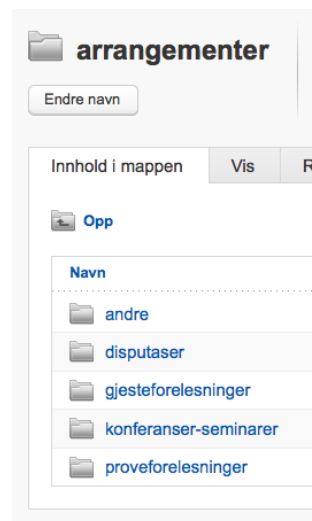 arrangementer
Endre navn
Innhold i mappen Vis R
Opp
Navn
andre
disputaser
gjesteforelesninger
konferanser-seminarer
proveforelesninger